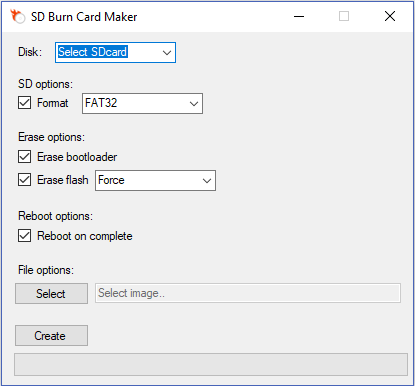 SD Burn Card Maker
Disk: Select SDcard
SD options:
Format FAT32
Erase options:
Erase bootloader
Erase flash Force
Reboot options:
Reboot on complete
File options:
Select Select image..
Create